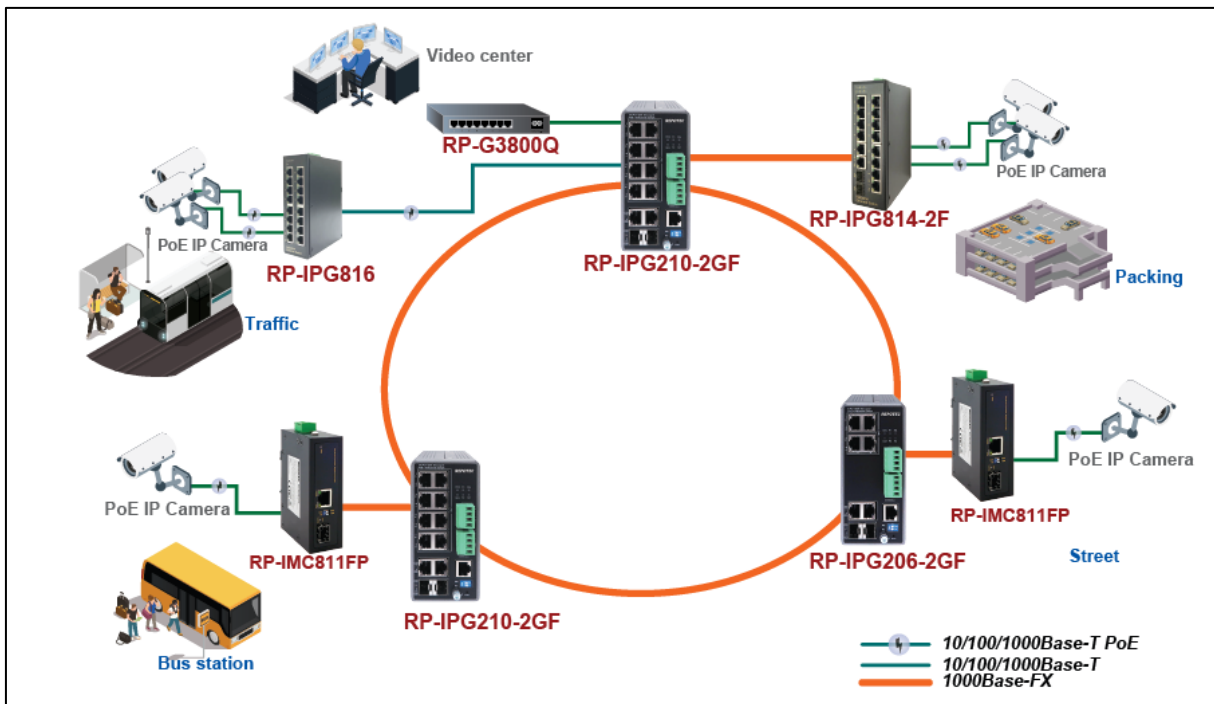 Video center
RP-G3800Q
PoE IP Camera
RP-IPG816
RP-IPG210-2GF
RP-IPG814-2F
PoE IP Camera
Packing
Traffic
PoE IP Camera
RP-IMC811FP
RP-IPG210-2GF
Bus station
RP-IPG206-2GF
RP-IMC811FP
PoE IP Camera
Street
10/100/1000Base-T PoE
10/100/1000Base-T
1000Base-FX